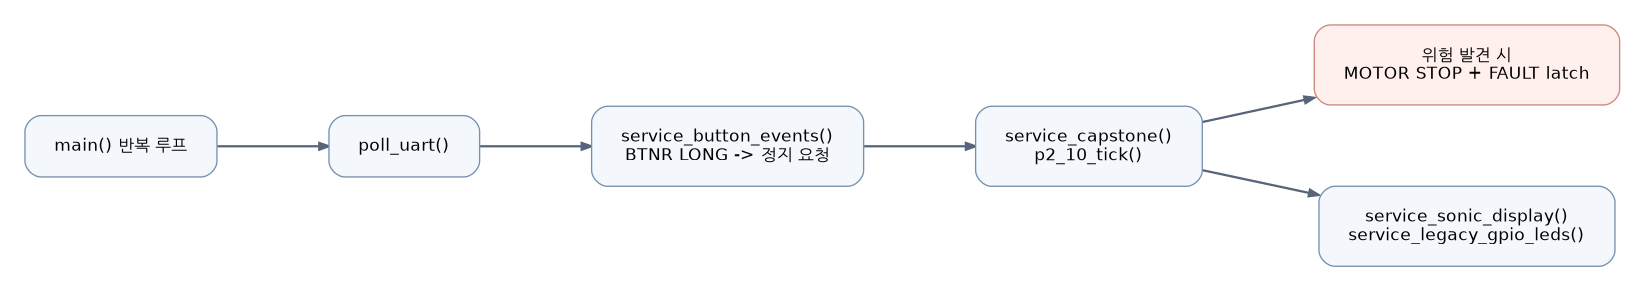 main() 반복 루프
poll_uart()
service_button_events()
BTNR LONG -> 정지 요청
service_capstone()
p2_10_tick()
위험 발견 시
MOTOR STOP + FAULT latch
service_sonic_display()
service_legacy_gpio_leds()